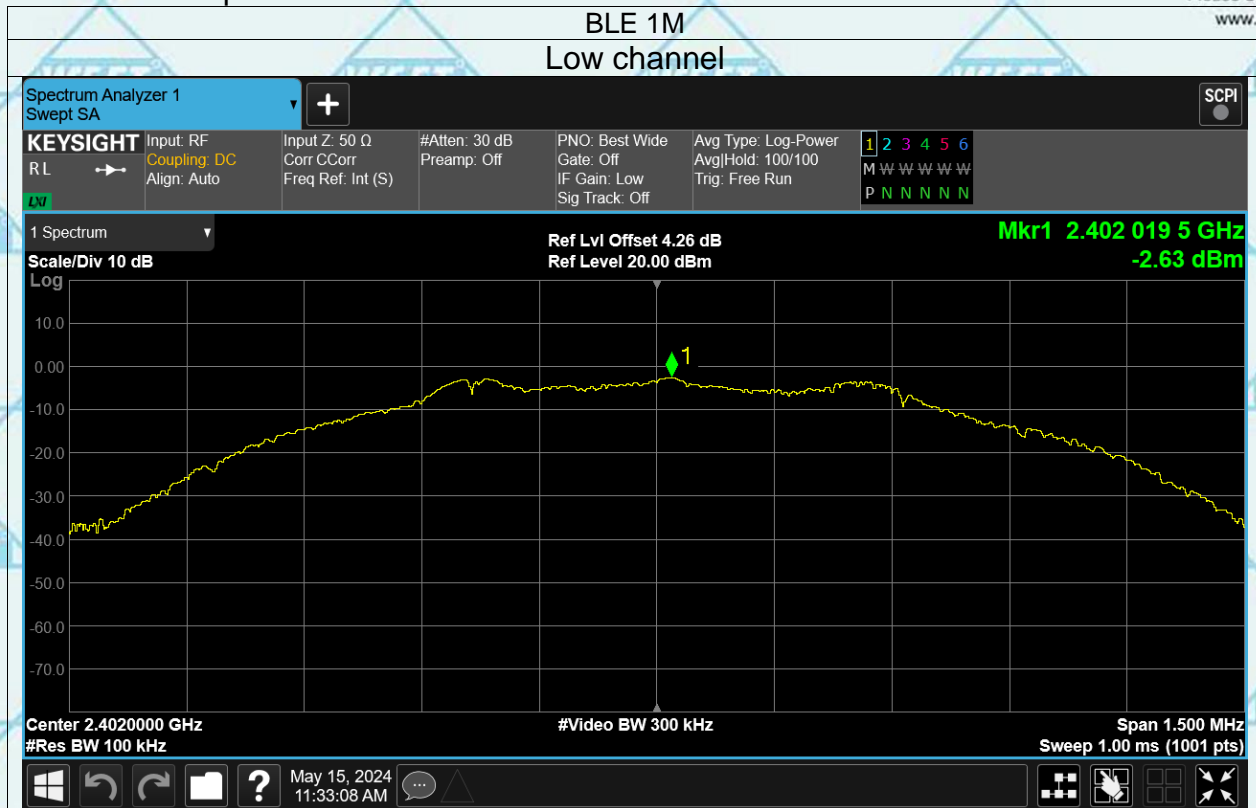 www.
BLE 1M
Low channel
Spectrum Analyzer 1
Swept SA
+
SCPI
KEYSIGHT
R L
LXI
Input: RF
Coupling: DC
Align: Auto
Input Z: 50 Ω
Corr CCorr
Freq Ref: Int (S)
#Atten: 30 dB
Preamp: Off
PNO: Best Wide
Gate: Off
IF Gain: Low
Sig Track: Off
Avg Type: Log-Power
Avg|Hold: 100/100
Trig: Free Run
1 2 3 4 5 6
M W W W W W
P N N N N N
1 Spectrum
Scale/Div 10 dB
Ref Lvl Offset 4.26 dB
Ref Level 20.00 dBm
Mkr1 2.402 019 5 GHz
-2.63 dBm
Log
10.0
0.00
-10.0
-20.0
-30.0
-40.0
-50.0
-60.0
-70.0
1
Center 2.4020000 GHz
#Res BW 100 kHz
#Video BW 300 kHz
Span 1.500 MHz
Sweep 1.00 ms (1001 pts)
?
May 15, 2024
11:33:08 AM